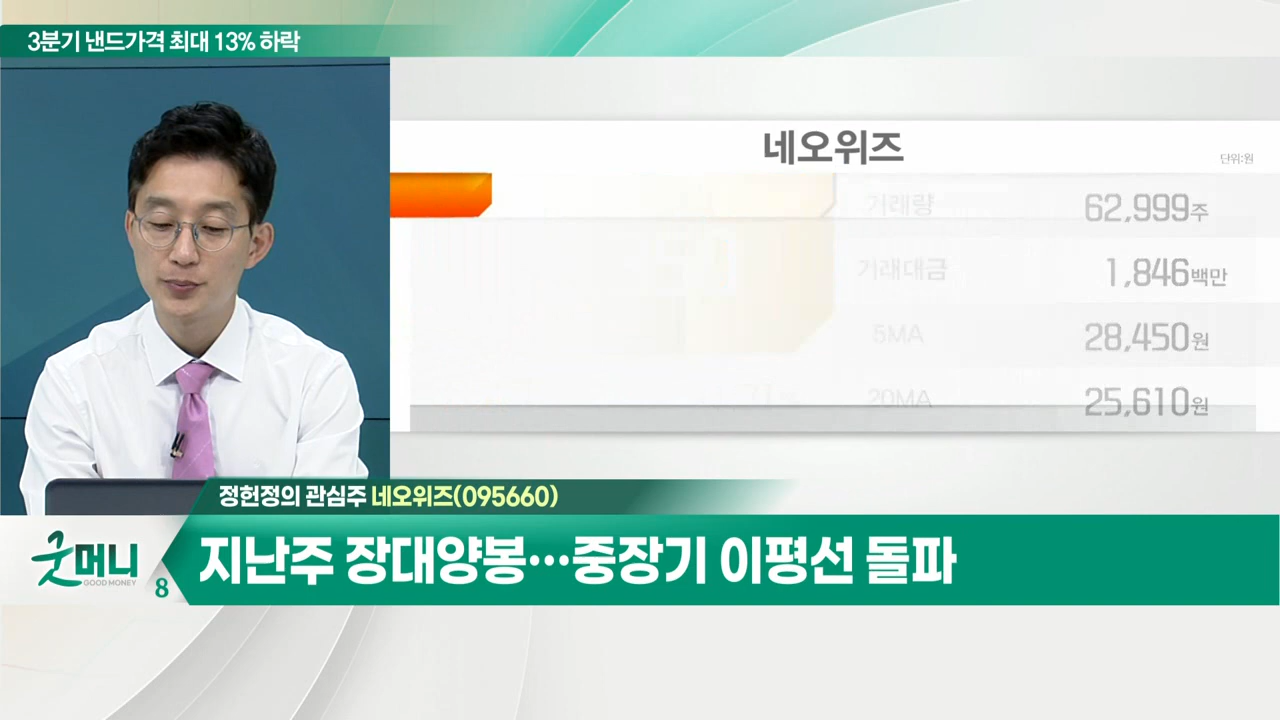 3분기 낸드가격 최대 13% 하락
네오위즈
단위:원
거래량 62,999주
거래대금 1,846백만
5MA 28,450원
20MA 25,610원
정헌정의 관심주 네오위즈(095660)
굿머니
GOOD MONEY
8
지난주 장대양봉…중장기 이평선 돌파